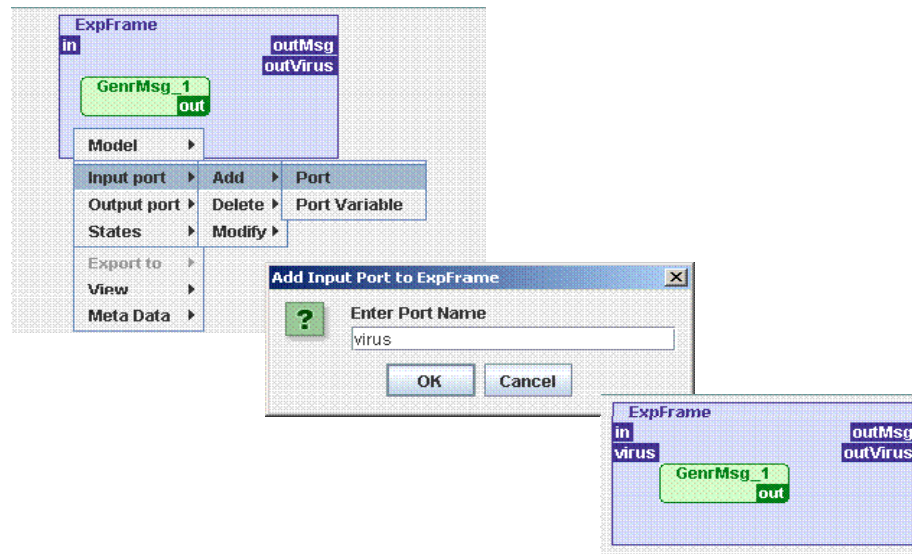 ExpFrame
in outMsg
outVirus
GenrMsg_1
out
Model
Input port Add Port
Output port Delete Port Variable
States Modify
Export to
View
Meta Data
Add Input Port to ExpFrame
? Enter Port Name
virus
OK Cancel
ExpFrame
in outMsg
virus outVirus
GenrMsg_1
out